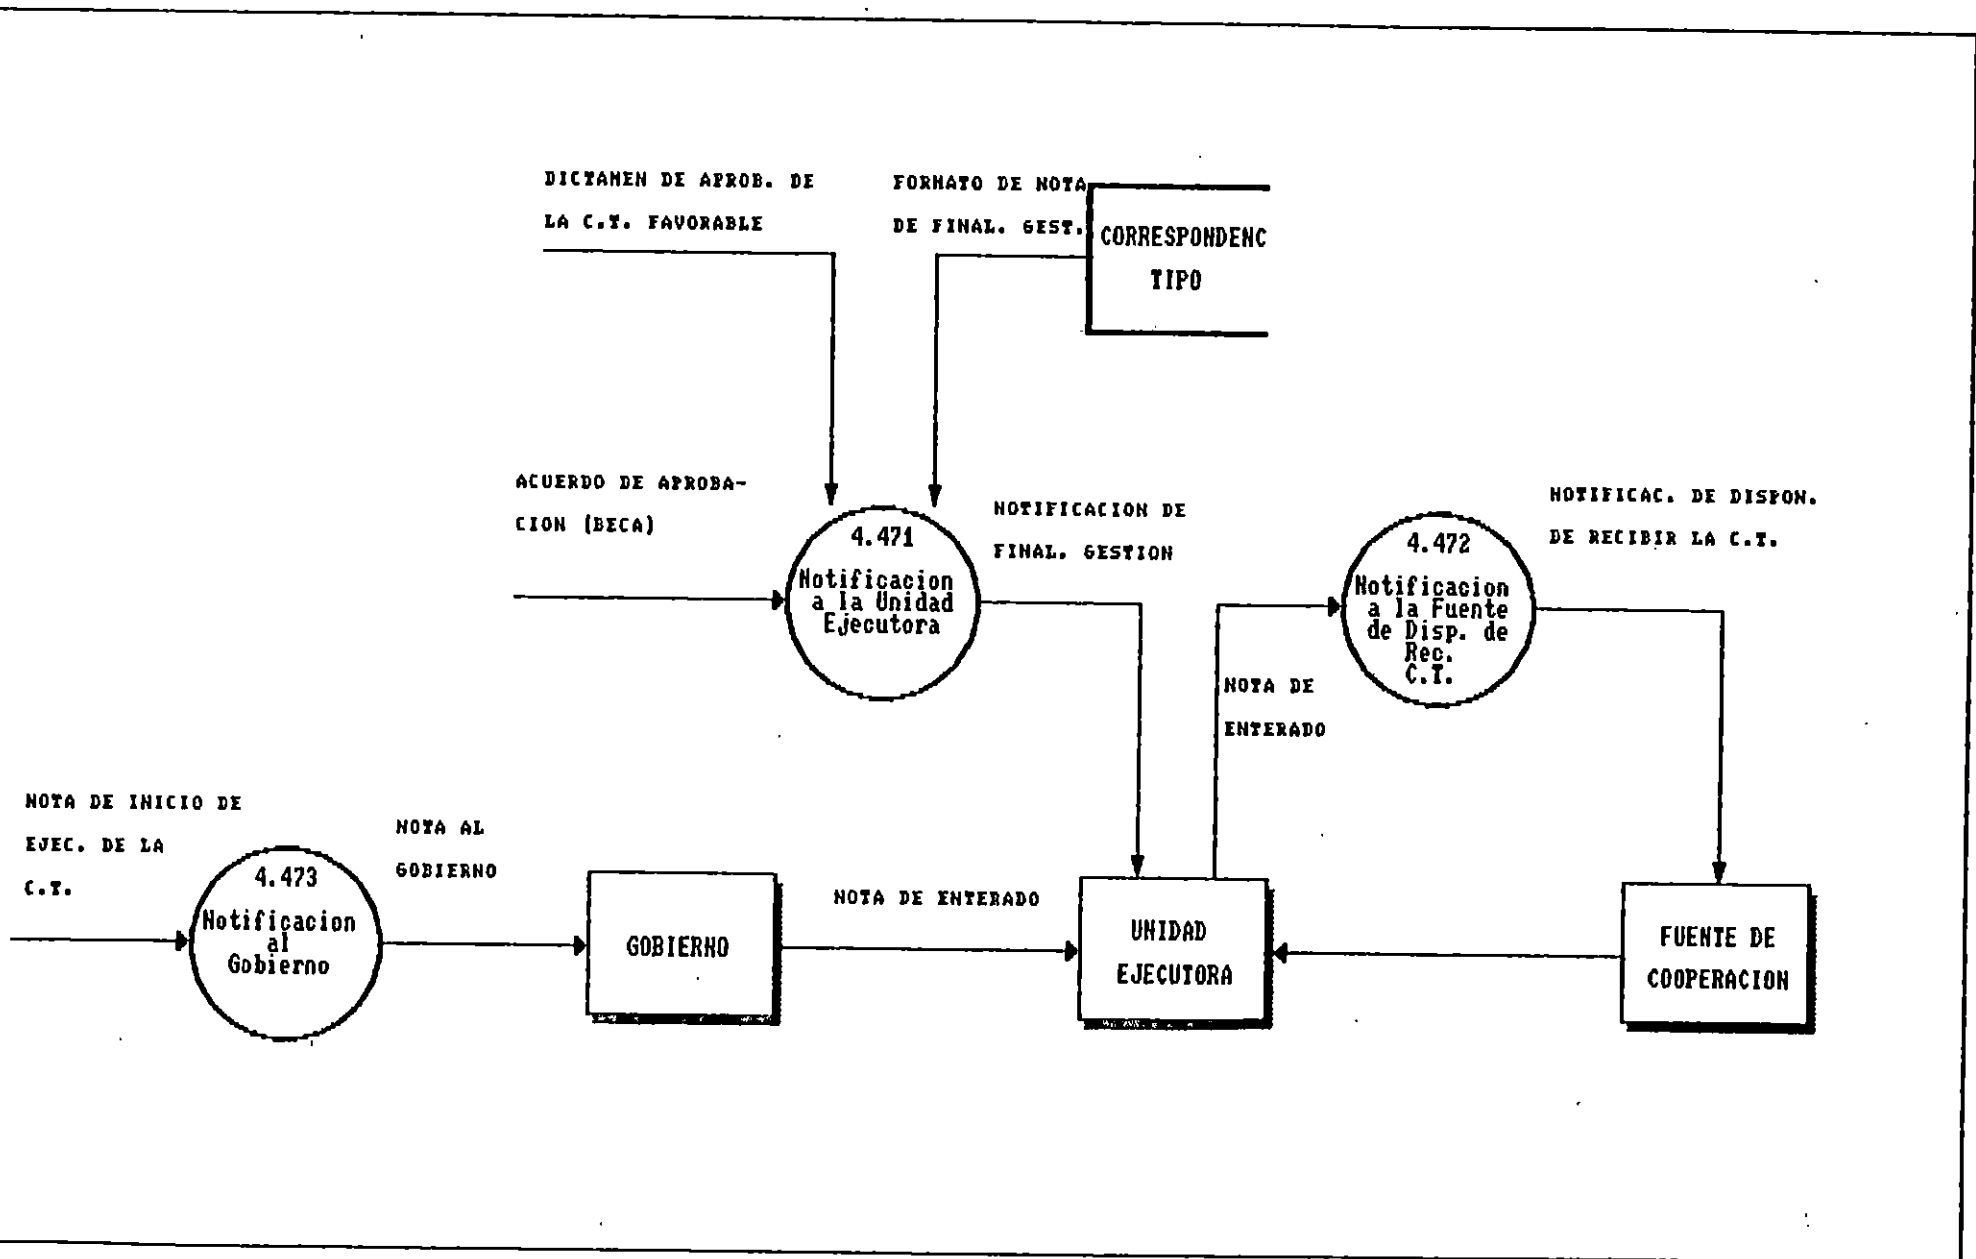 DICTAMEN DE APROB. DE
LA C.T. FAVORABLE
FORMATO DE NOTA
DE FINAL. GEST.
CORRESPONDENC
TIPO
ACUERDO DE APROBA-
CION (BECA)
4.471
Notificacion
a la Unidad
Ejecutora
NOTIFICACION DE
FINAL. GESTION
4.472
Notificacion
a la Fuente
de Disp. de
Rec.
C.T.
NOTIFICAC. DE DISPON.
DE RECIBIR LA C.T.
NOTA DE
ENTERADO
NOTA DE INICIO DE
EJEC. DE LA
C.T.
4.473
Notificacion
al
Gobierno
NOTA AL
GOBIERNO
GOBIERNO
NOTA DE ENTERADO
UNIDAD
EJECUTORA
FUENTE DE
COOPERACION